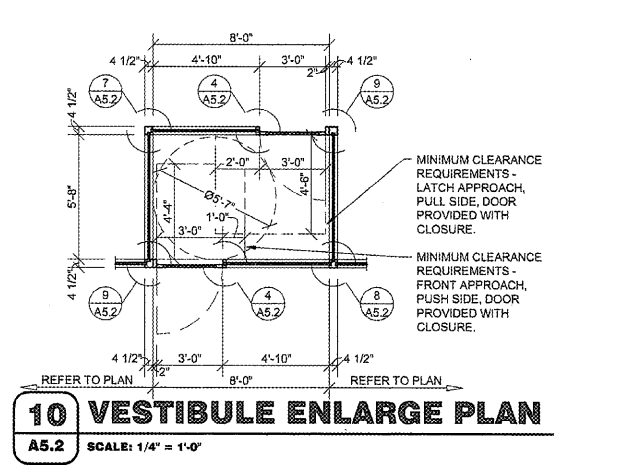 8'-0"
4 1/2" 4'-10" 3'-0" 4 1/2"
2"
7
A5.2
4
A5.2
9
A5.2
4 1/2"
2'-0" 3'-0"
5'-8"
4'-4"
Ø5'-7"
4'-6"
1'-0"
3'-0"
MINIMUM CLEARANCE
REQUIREMENTS -
LATCH APPROACH,
PULL SIDE, DOOR
PROVIDED WITH
CLOSURE.
MINIMUM CLEARANCE
REQUIREMENTS -
FRONT APPROACH,
PUSH SIDE, DOOR
PROVIDED WITH
CLOSURE.
4 1/2"
9
A5.2
4
A5.2
8
A5.2
4 1/2" 3'-0" 4'-10" 4 1/2"
2"
REFER TO PLAN 8'-0" REFER TO PLAN
10 VESTIBULE ENLARGE PLAN
A5.2 SCALE: 1/4" = 1'-0"